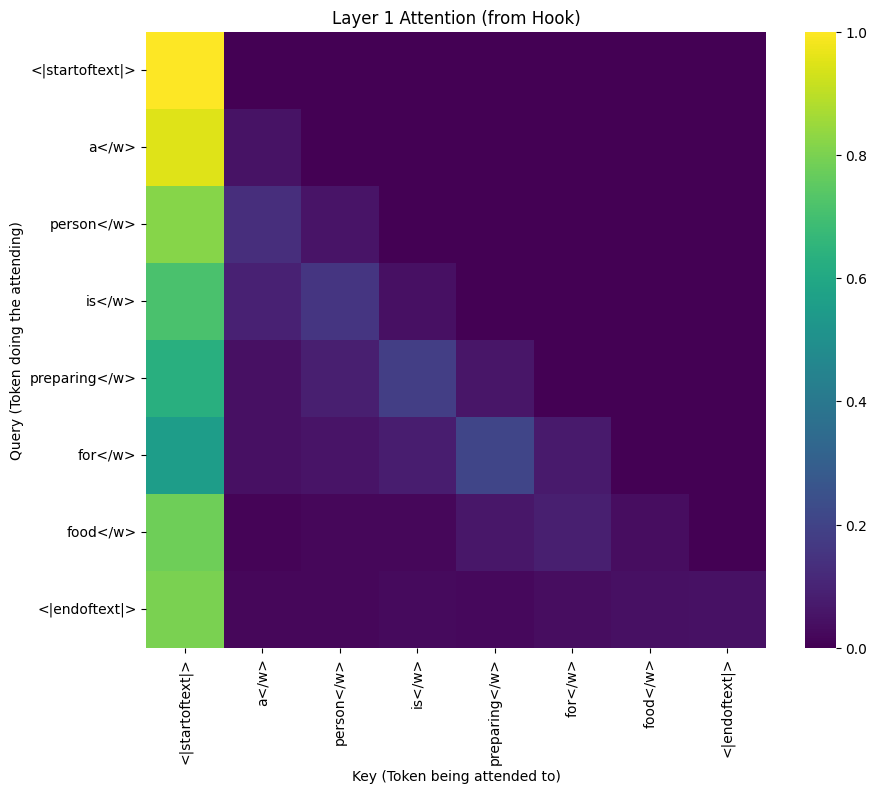 Layer 1 Attention (from Hook)
<|startoftext|>
a</w>
person</w>
is</w>
preparing</w>
for</w>
food</w>
<|endoftext|>
Query (Token doing the attending)
<|startoftext|>
a</w>
person</w>
is</w>
preparing</w>
for</w>
food</w>
<|endoftext|>
Key (Token being attended to)
1.0
0.8
0.6
0.4
0.2
0.0